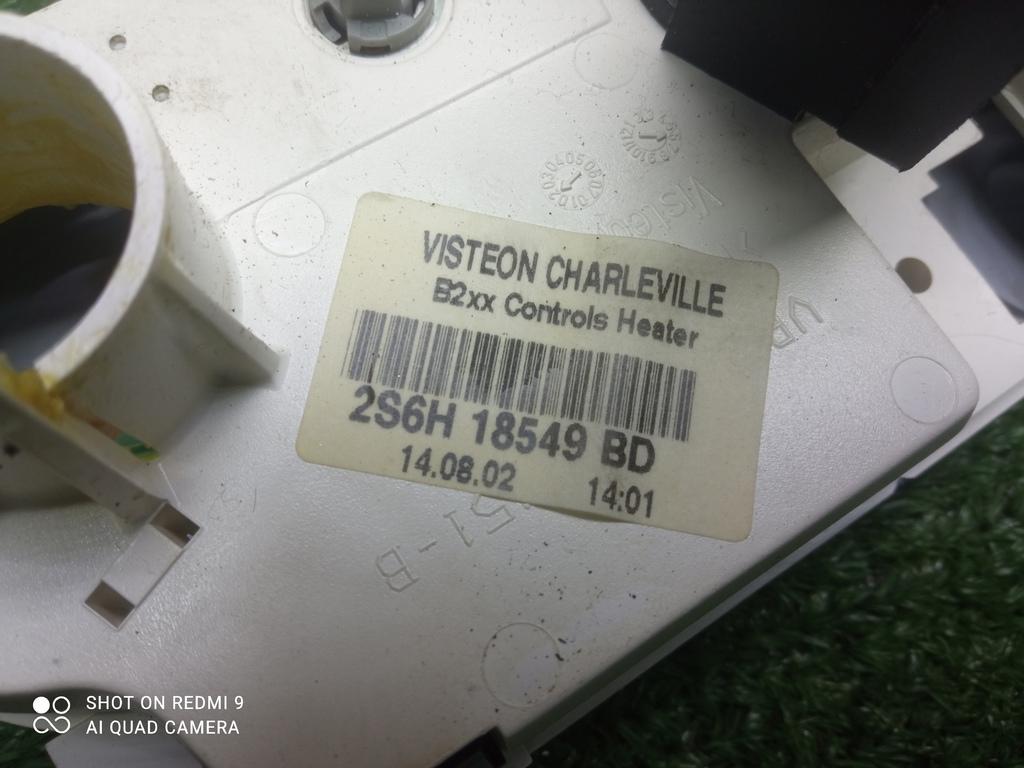 VISTEON CHARLEVILLE
B2xx Controls Heater
2S6H 18549 BD
14.08.02 14:01
51-B
SHOT ON REDMI 9
AI QUAD CAMERA